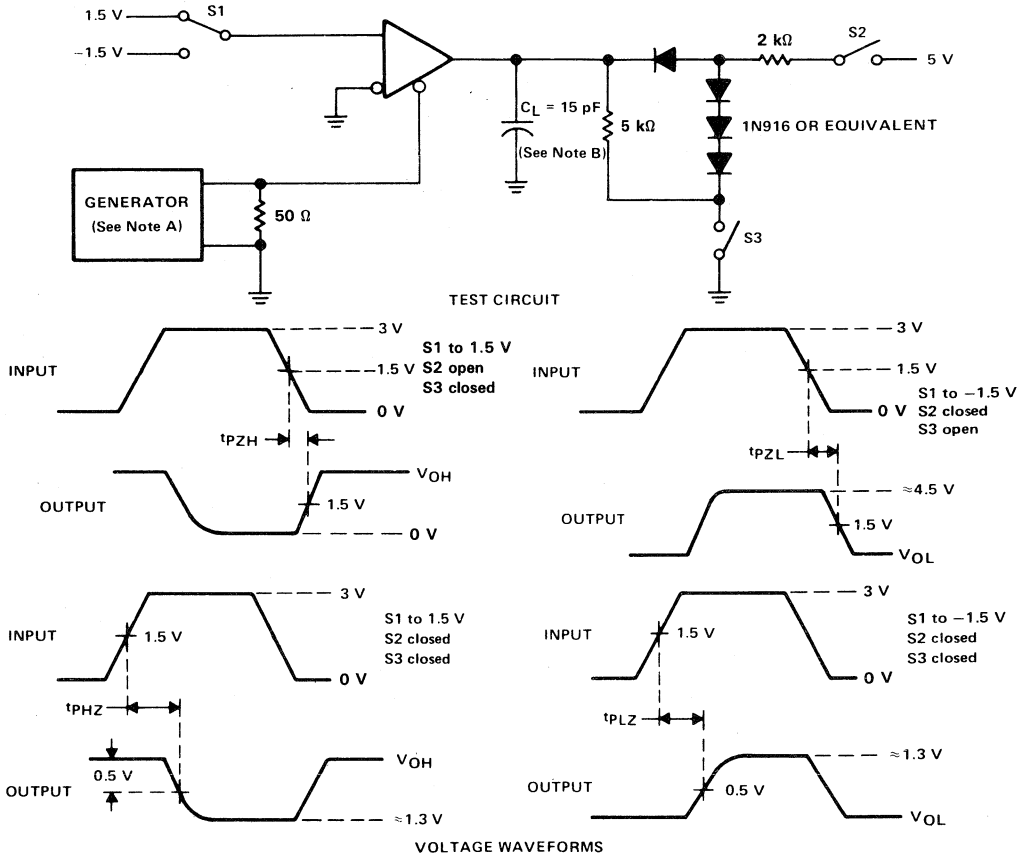 1.5 V
S1
−1.5 V
2 kΩ
S2
5 V
CL = 15 pF
(See Note B)
5 kΩ
1N916 OR EQUIVALENT
GENERATOR
(See Note A)
50 Ω
S3
TEST CIRCUIT
INPUT
3 V
1.5 V
0 V
S1 to 1.5 V
S2 open
S3 closed
tPZH
OUTPUT
VOH
1.5 V
0 V
INPUT
3 V
1.5 V
0 V
S1 to −1.5 V
S2 closed
S3 open
tPZL
OUTPUT
≈4.5 V
1.5 V
VOL
INPUT
3 V
1.5 V
0 V
S1 to 1.5 V
S2 closed
S3 closed
tPHZ
OUTPUT
0.5 V
VOH
≈1.3 V
INPUT
3 V
1.5 V
0 V
S1 to −1.5 V
S2 closed
S3 closed
tPLZ
OUTPUT
≈1.3 V
0.5 V
VOL
VOLTAGE WAVEFORMS